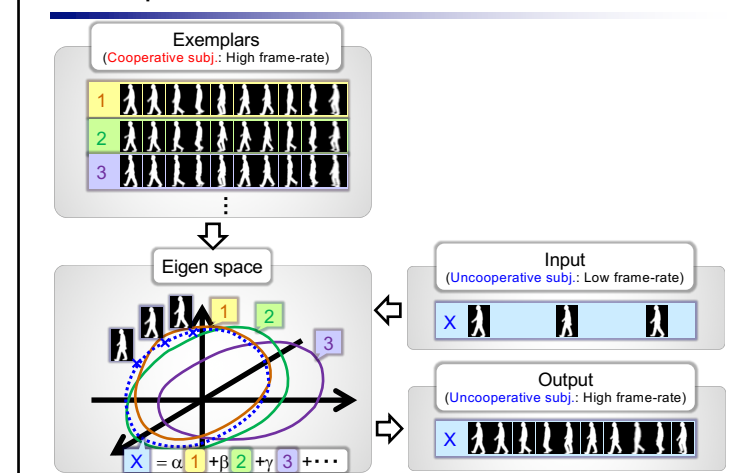 Exemplars
(Cooperative subj.: High frame-rate)
1
2
3
⋮
Eigen space
1
2
3
X = α 1 +β 2 +γ 3 +⋯
Input
(Uncooperative subj.: Low frame-rate)
X
Output
(Uncooperative subj.: High frame-rate)
X